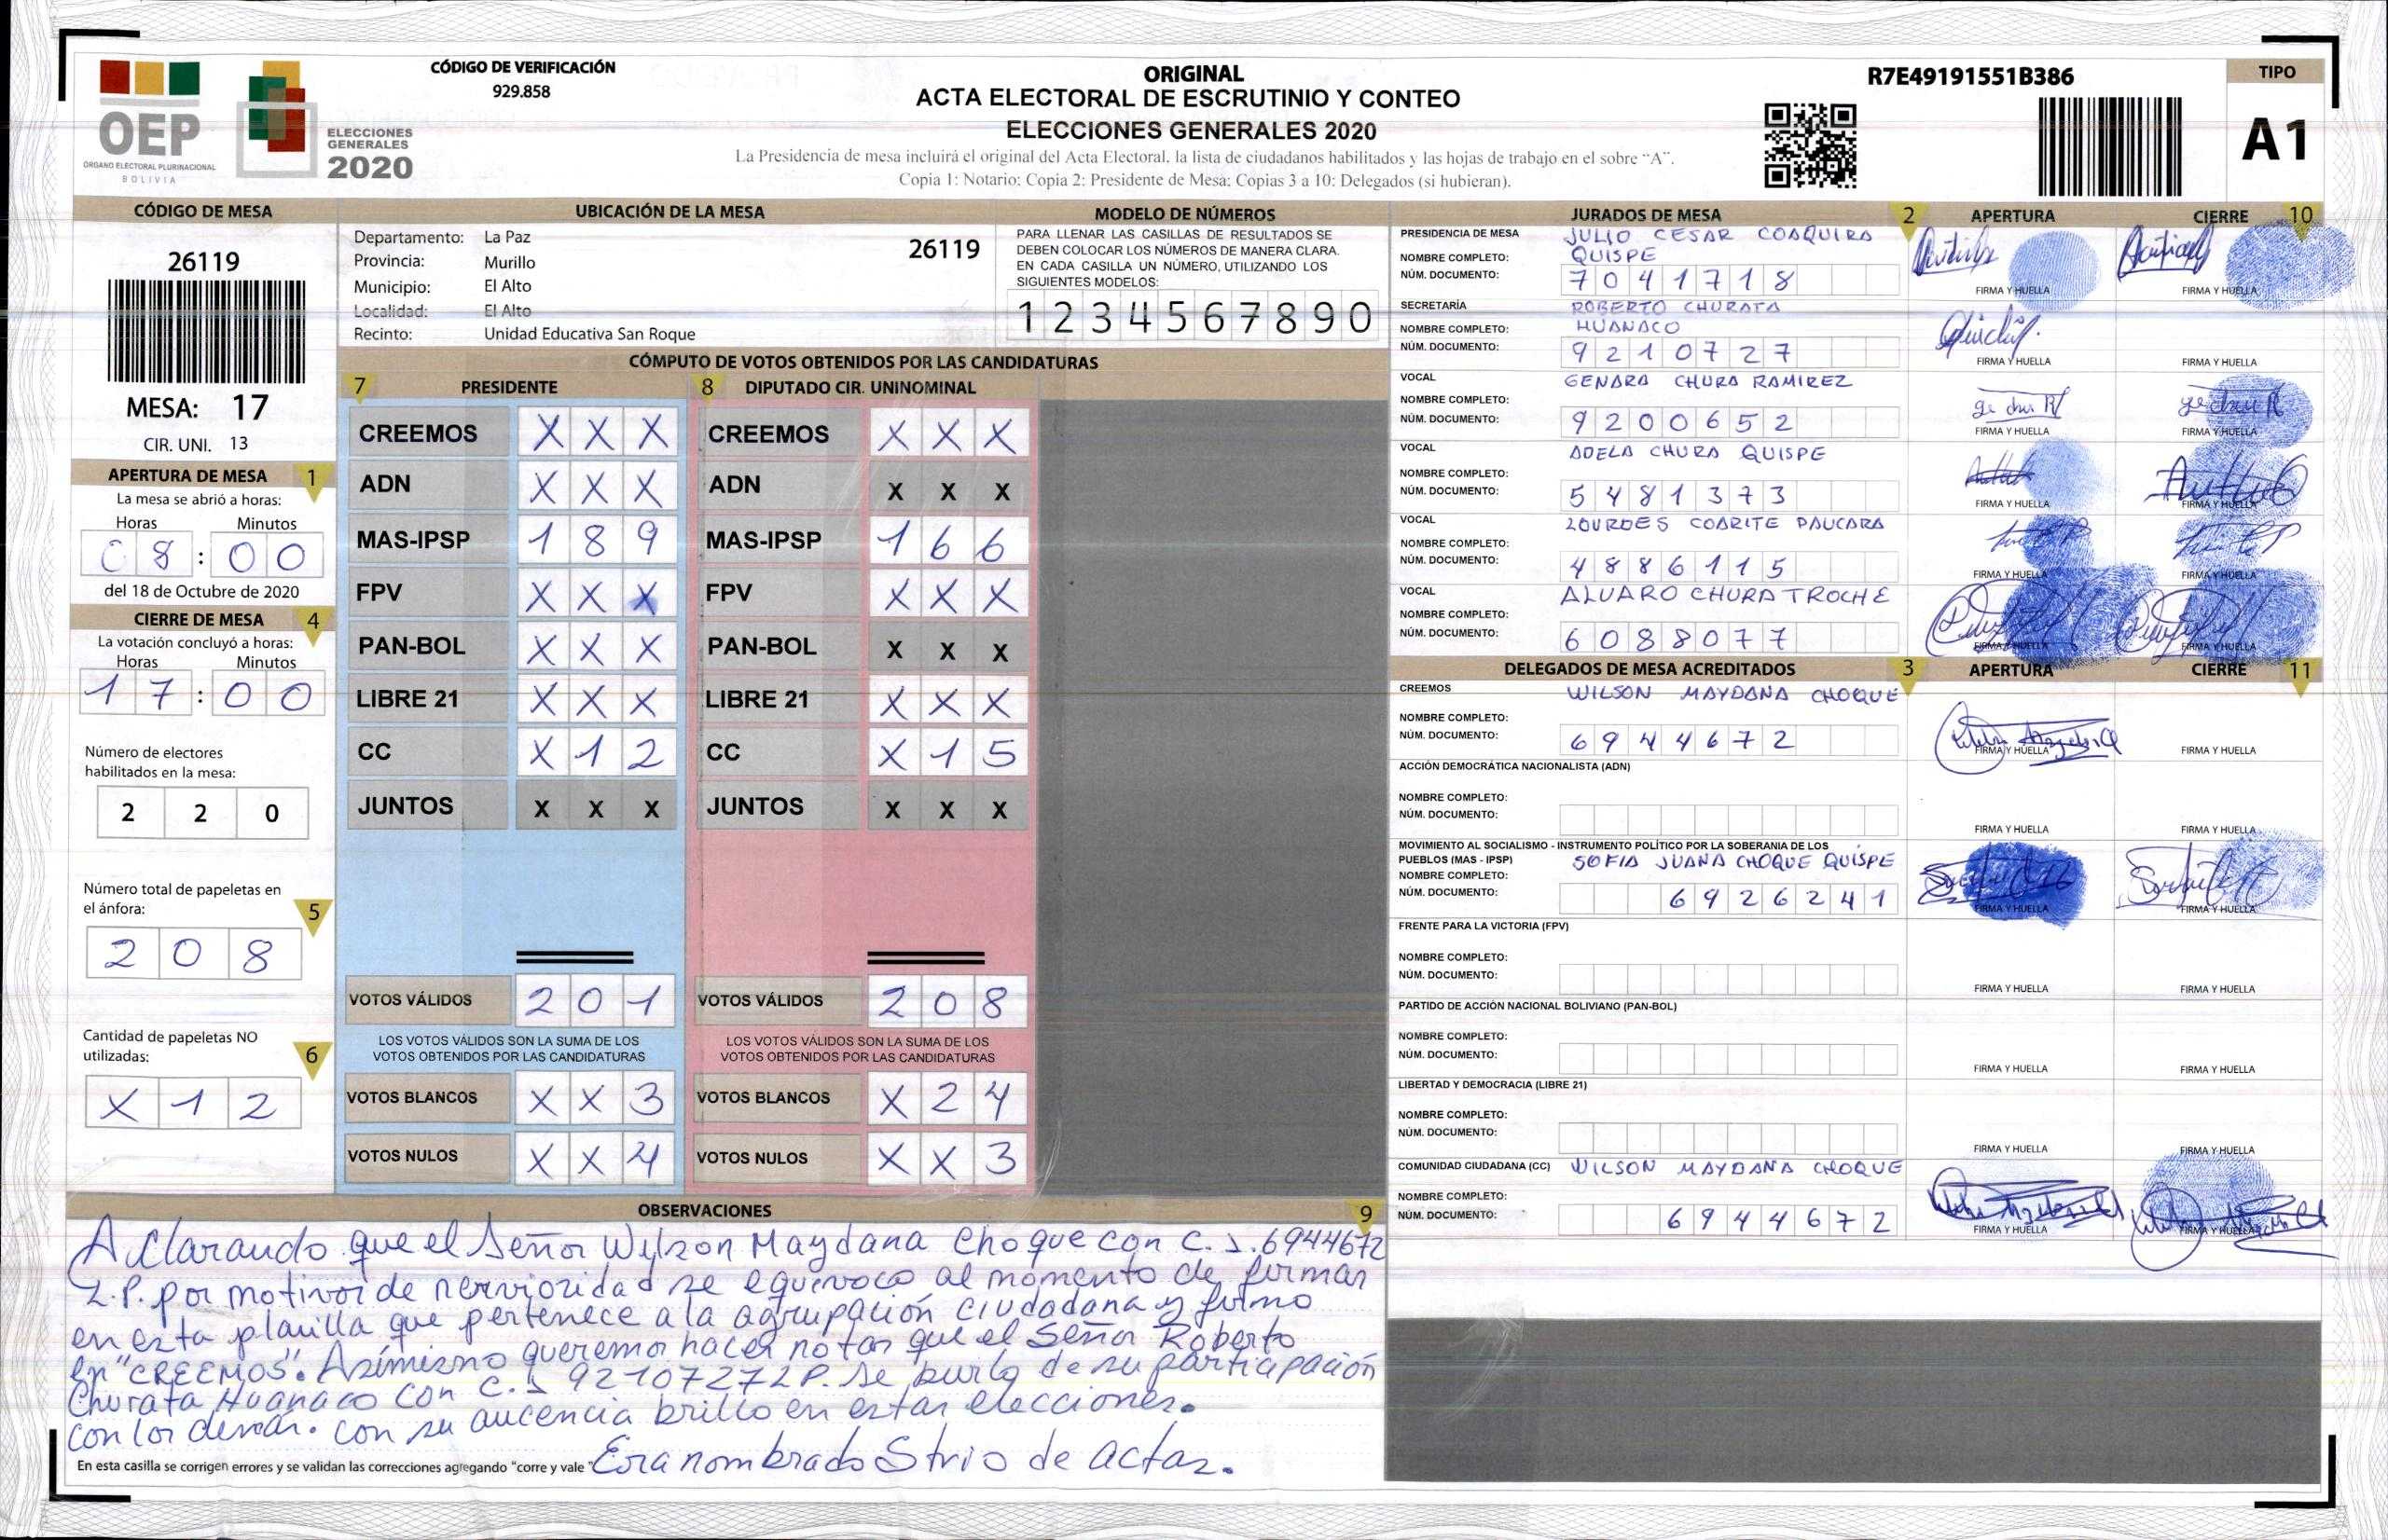 CÓDIGO DE VERIFICACIÓN
929.858
OEP
ÓRGANO ELECTORAL PLURINACIONAL
BOLIVIA
ELECCIONES
GENERALES
2020
ORIGINAL
ACTA ELECTORAL DE ESCRUTINIO Y CONTEO
ELECCIONES GENERALES 2020
La Presidencia de mesa incluirá el original del Acta Electoral, la lista de ciudadanos habilitados y las hojas de trabajo en el sobre "A".
Copia 1: Notario; Copia 2: Presidente de Mesa; Copias 3 a 10: Delegados (si hubieran).
R7E49191551B386
TIPO
A1
CÓDIGO DE MESA
26119
MESA: 17
CIR. UNI. 13
APERTURA DE MESA 1
La mesa se abrió a horas:
Horas Minutos
08:00
del 18 de Octubre de 2020
CIERRE DE MESA 4
La votación concluyó a horas:
Horas Minutos
17:00
Número de electores
habilitados en la mesa:
2 2 0
Número total de papeletas en
el ánfora: 5
2 0 8
Cantidad de papeletas NO
utilizadas: 6
X 1 2
UBICACIÓN DE LA MESA
Departamento: La Paz
26119
Provincia: Murillo
Municipio: El Alto
Localidad: El Alto
Recinto: Unidad Educativa San Roque
MODELO DE NÚMEROS
PARA LLENAR LAS CASILLAS DE RESULTADOS SE
DEBEN COLOCAR LOS NÚMEROS DE MANERA CLARA.
EN CADA CASILLA UN NÚMERO, UTILIZANDO LOS
SIGUIENTES MODELOS:
1 2 3 4 5 6 7 8 9 0
CÓMPUTO DE VOTOS OBTENIDOS POR LAS CANDIDATURAS
7 PRESIDENTE 8 DIPUTADO CIR. UNINOMINAL
CREEMOS X X X CREEMOS X X X
ADN X X X ADN X X X
MAS-IPSP 1 8 9 MAS-IPSP 1 6 6
FPV X X X FPV X X X
PAN-BOL X X X PAN-BOL X X X
LIBRE 21 X X X LIBRE 21 X X X
CC X 1 2 CC X 1 5
JUNTOS X X X JUNTOS X X X
VOTOS VÁLIDOS 2 0 1 VOTOS VÁLIDOS 2 0 8
LOS VOTOS VÁLIDOS SON LA SUMA DE LOS LOS VOTOS VÁLIDOS SON LA SUMA DE LOS
VOTOS OBTENIDOS POR LAS CANDIDATURAS VOTOS OBTENIDOS POR LAS CANDIDATURAS
VOTOS BLANCOS X X 3 VOTOS BLANCOS X 2 4
VOTOS NULOS X X 4 VOTOS NULOS X X 3
OBSERVACIONES 9
Aclarando que el Señor Wilson Maydana Choque con C.I. 6944672
L.P. por motivos de nerviozidad se equivoco al momento de firmar
en esta planilla que pertenece a la agrupación ciudadana y firmo
en "CREEMOS". Asímismo queremos hacer notar que el Señor Roberto
Churata Huanaco con C.I 9210727 L.P. se burlo de su participación
con los demás. con su aucencia brillo en estas elecciones.
Era nombrado Strio de actas.
En esta casilla se corrigen errores y se validan las correcciones agregando "corre y vale"
JURADOS DE MESA 2 APERTURA CIERRE 10
PRESIDENCIA DE MESA JULIO CESAR COAQUIRA
NOMBRE COMPLETO: QUISPE
NÚM. DOCUMENTO: 7041718
FIRMA Y HUELLA FIRMA Y HUELLA
SECRETARÍA ROBERTO CHURATA
NOMBRE COMPLETO: HUANACO
NÚM. DOCUMENTO: 9210727
FIRMA Y HUELLA FIRMA Y HUELLA
VOCAL GENARA CHURA RAMIREZ
NOMBRE COMPLETO:
NÚM. DOCUMENTO: 9200652
FIRMA Y HUELLA FIRMA Y HUELLA
VOCAL ADELA CHURA QUISPE
NOMBRE COMPLETO:
NÚM. DOCUMENTO: 5481373
FIRMA Y HUELLA FIRMA Y HUELLA
VOCAL LOURDES COARITE PAUCARA
NOMBRE COMPLETO:
NÚM. DOCUMENTO: 4886115
FIRMA Y HUELLA FIRMA Y HUELLA
VOCAL ALVARO CHURA TROCHE
NOMBRE COMPLETO:
NÚM. DOCUMENTO: 6088077
FIRMA Y HUELLA FIRMA Y HUELLA
DELEGADOS DE MESA ACREDITADOS 3 APERTURA CIERRE 11
CREEMOS WILSON MAYDANA CHOQUE
NOMBRE COMPLETO:
NÚM. DOCUMENTO: 6944672
FIRMA Y HUELLA FIRMA Y HUELLA
ACCIÓN DEMOCRÁTICA NACIONALISTA (ADN)
NOMBRE COMPLETO:
NÚM. DOCUMENTO:
FIRMA Y HUELLA FIRMA Y HUELLA
MOVIMIENTO AL SOCIALISMO - INSTRUMENTO POLÍTICO POR LA SOBERANIA DE LOS
PUEBLOS (MAS - IPSP) SOFIA JUANA CHOQUE QUISPE
NOMBRE COMPLETO:
NÚM. DOCUMENTO: 6926241
FIRMA Y HUELLA FIRMA Y HUELLA
FRENTE PARA LA VICTORIA (FPV)
NOMBRE COMPLETO:
NÚM. DOCUMENTO:
FIRMA Y HUELLA FIRMA Y HUELLA
PARTIDO DE ACCIÓN NACIONAL BOLIVIANO (PAN-BOL)
NOMBRE COMPLETO:
NÚM. DOCUMENTO:
FIRMA Y HUELLA FIRMA Y HUELLA
LIBERTAD Y DEMOCRACIA (LIBRE 21)
NOMBRE COMPLETO:
NÚM. DOCUMENTO:
FIRMA Y HUELLA FIRMA Y HUELLA
COMUNIDAD CIUDADANA (CC) WILSON MAYDANA CHOQUE
NOMBRE COMPLETO:
NÚM. DOCUMENTO: 6944672
FIRMA Y HUELLA FIRMA Y HUELLA